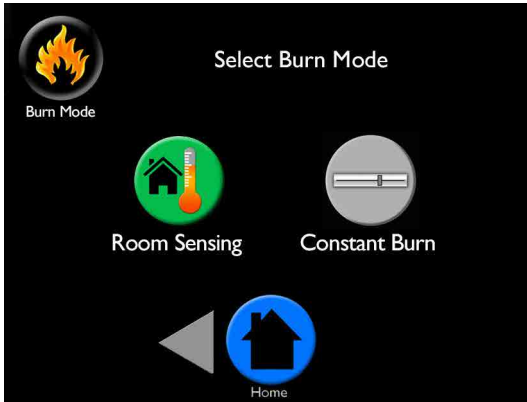 Select Burn Mode
Burn Mode
Room Sensing
Constant Burn
Home